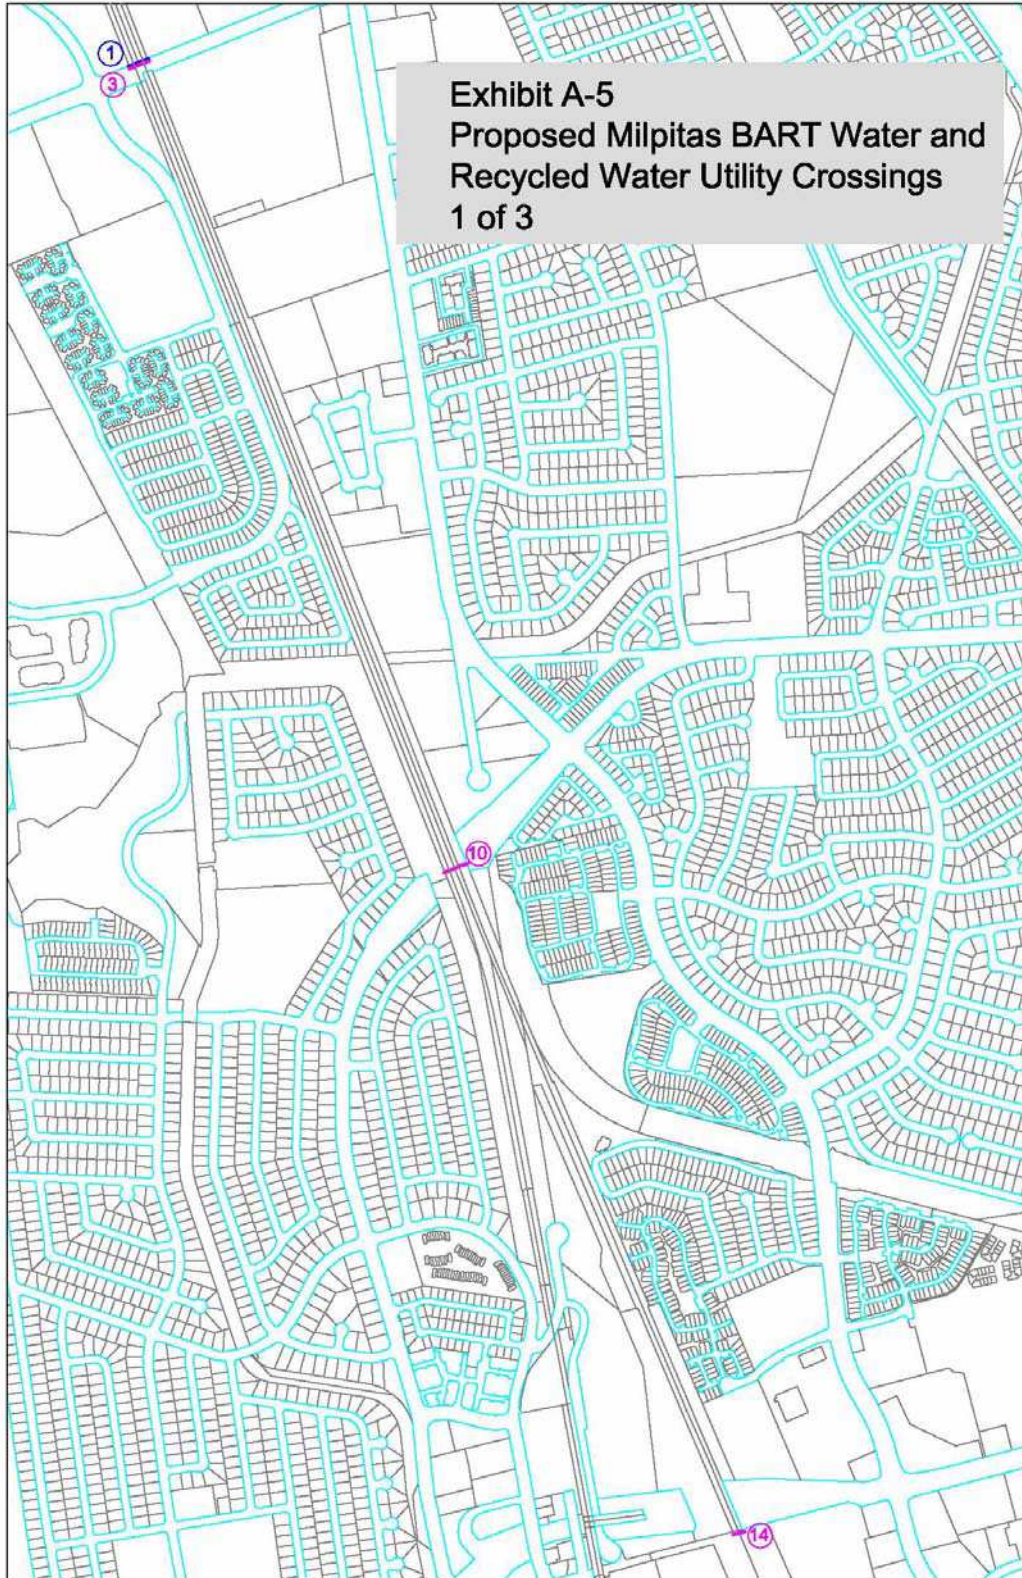 1
3
Exhibit A-5
Proposed Milpitas BART Water and
Recycled Water Utility Crossings
1 of 3
10
14